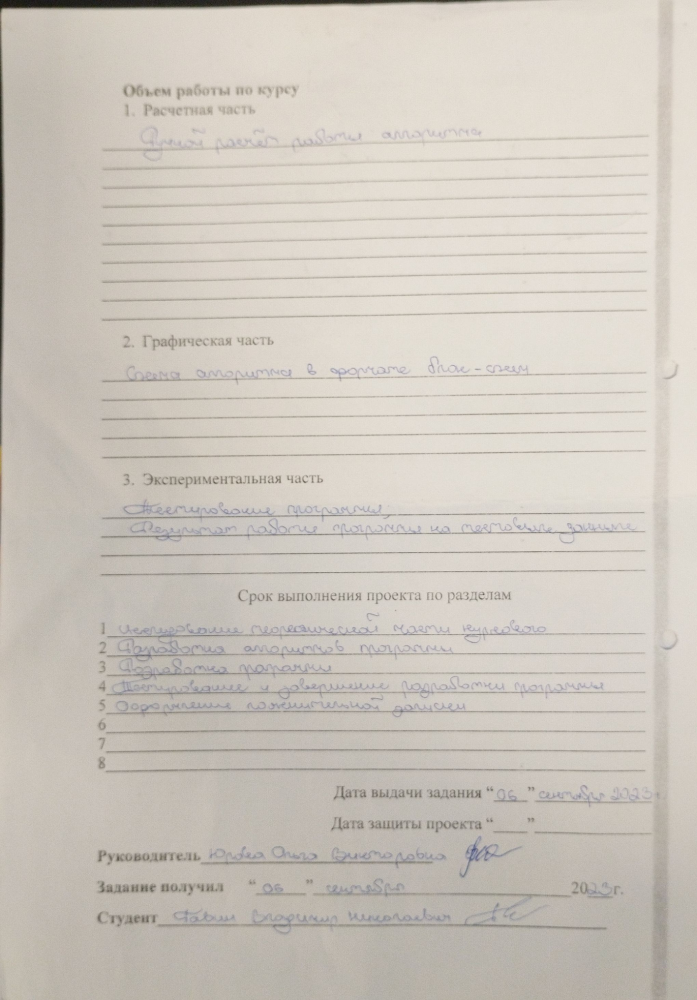 Объем работы по курсу
1. Расчетная часть
Ручной расчёт работы алгоритма
2. Графическая часть
Схема алгоритма в формате блок-схем
3. Экспериментальная часть
Тестирование программы,
Результат работы программы на тестовых данных
Срок выполнения проекта по разделам
1 Исследование теоретической части курсового
2 Разработка алгоритмов программы
3 Разработка программы
4 Тестирование и завершение разработки программы
5 Оформление пояснительной записки
6
7
8
Дата выдачи задания “06” сентября 2023 г.
Дата защиты проекта “ ”
Руководитель Ольга Викторовна
Задание получил “06” сентября 2023г.
Студент Владимир Николаевич